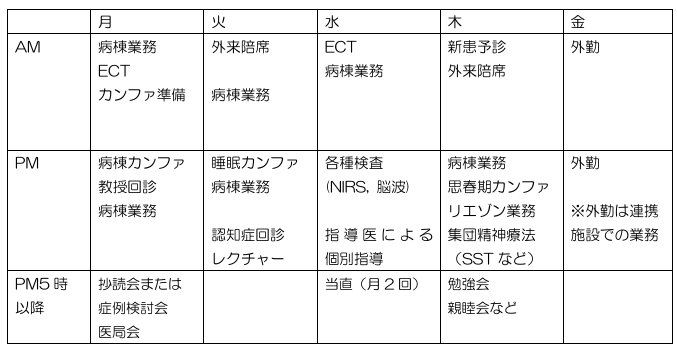 月 火 水 木 金
AM
病棟業務
ECT
カンファ準備
外来陪席
病棟業務
ECT
病棟業務
新患予診
外来陪席
外勤
PM
病棟カンファ
教授回診
病棟業務
睡眠カンファ
病棟業務
認知症回診
レクチャー
各種検査
(NIRS, 脳波)
指導医による
個別指導
病棟業務
思春期カンファ
リエゾン業務
集団精神療法
（SST など）
外勤
※外勤は連携
施設での業務
PM5 時
以降
抄読会または
症例検討会
医局会
当直（月２回）
勉強会
親睦会など